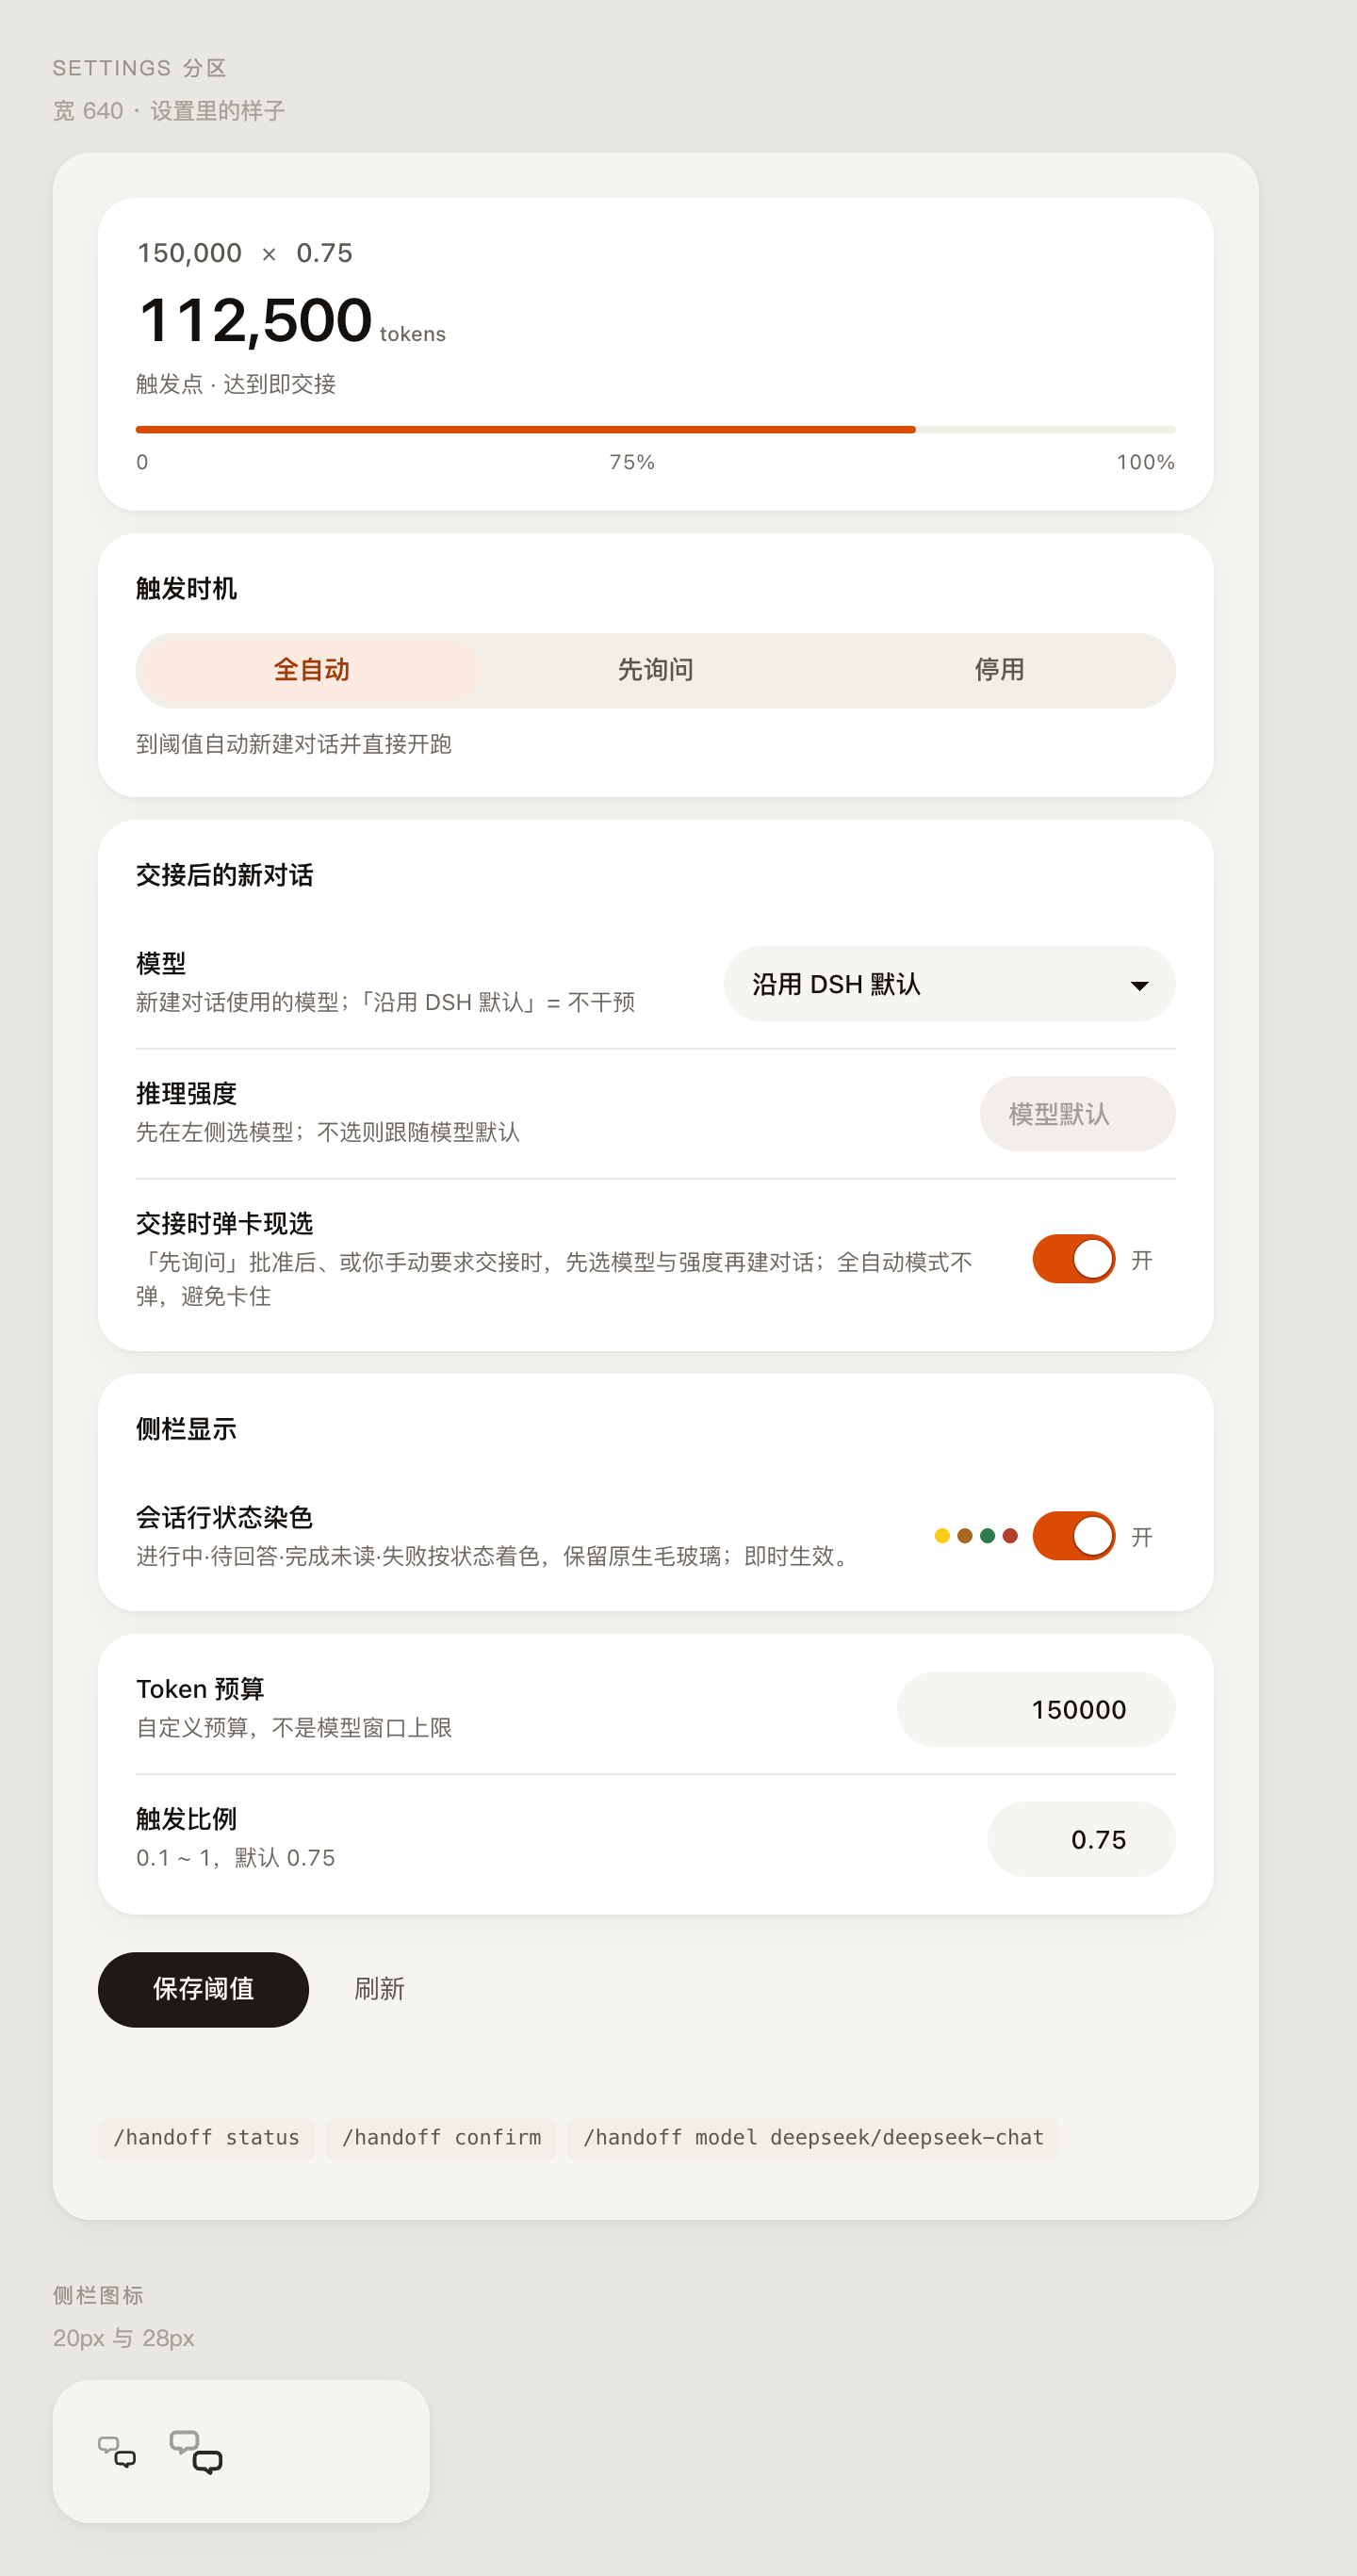 SETTINGS 分区
宽 640 · 设置里的样子
150,000 × 0.75
112,500 tokens
触发点 · 达到即交接
0 75% 100%
触发时机
全自动 先询问 停用
到阈值自动新建对话并直接开跑
交接后的新对话
模型
新建对话使用的模型；「沿用 DSH 默认」= 不干预
沿用 DSH 默认
推理强度
先在左侧选模型；不选则跟随模型默认
模型默认
交接时弹卡现选
「先询问」批准后、或你手动要求交接时，先选模型与强度再建对话；全自动模式不
弹，避免卡住
开
侧栏显示
会话行状态染色
进行中·待回答·完成未读·失败按状态着色，保留原生毛玻璃；即时生效。
开
Token 预算
自定义预算，不是模型窗口上限
150000
触发比例
0.1 ~ 1，默认 0.75
0.75
保存阈值 刷新
/handoff status /handoff confirm /handoff model deepseek/deepseek-chat
侧栏图标
20px 与 28px